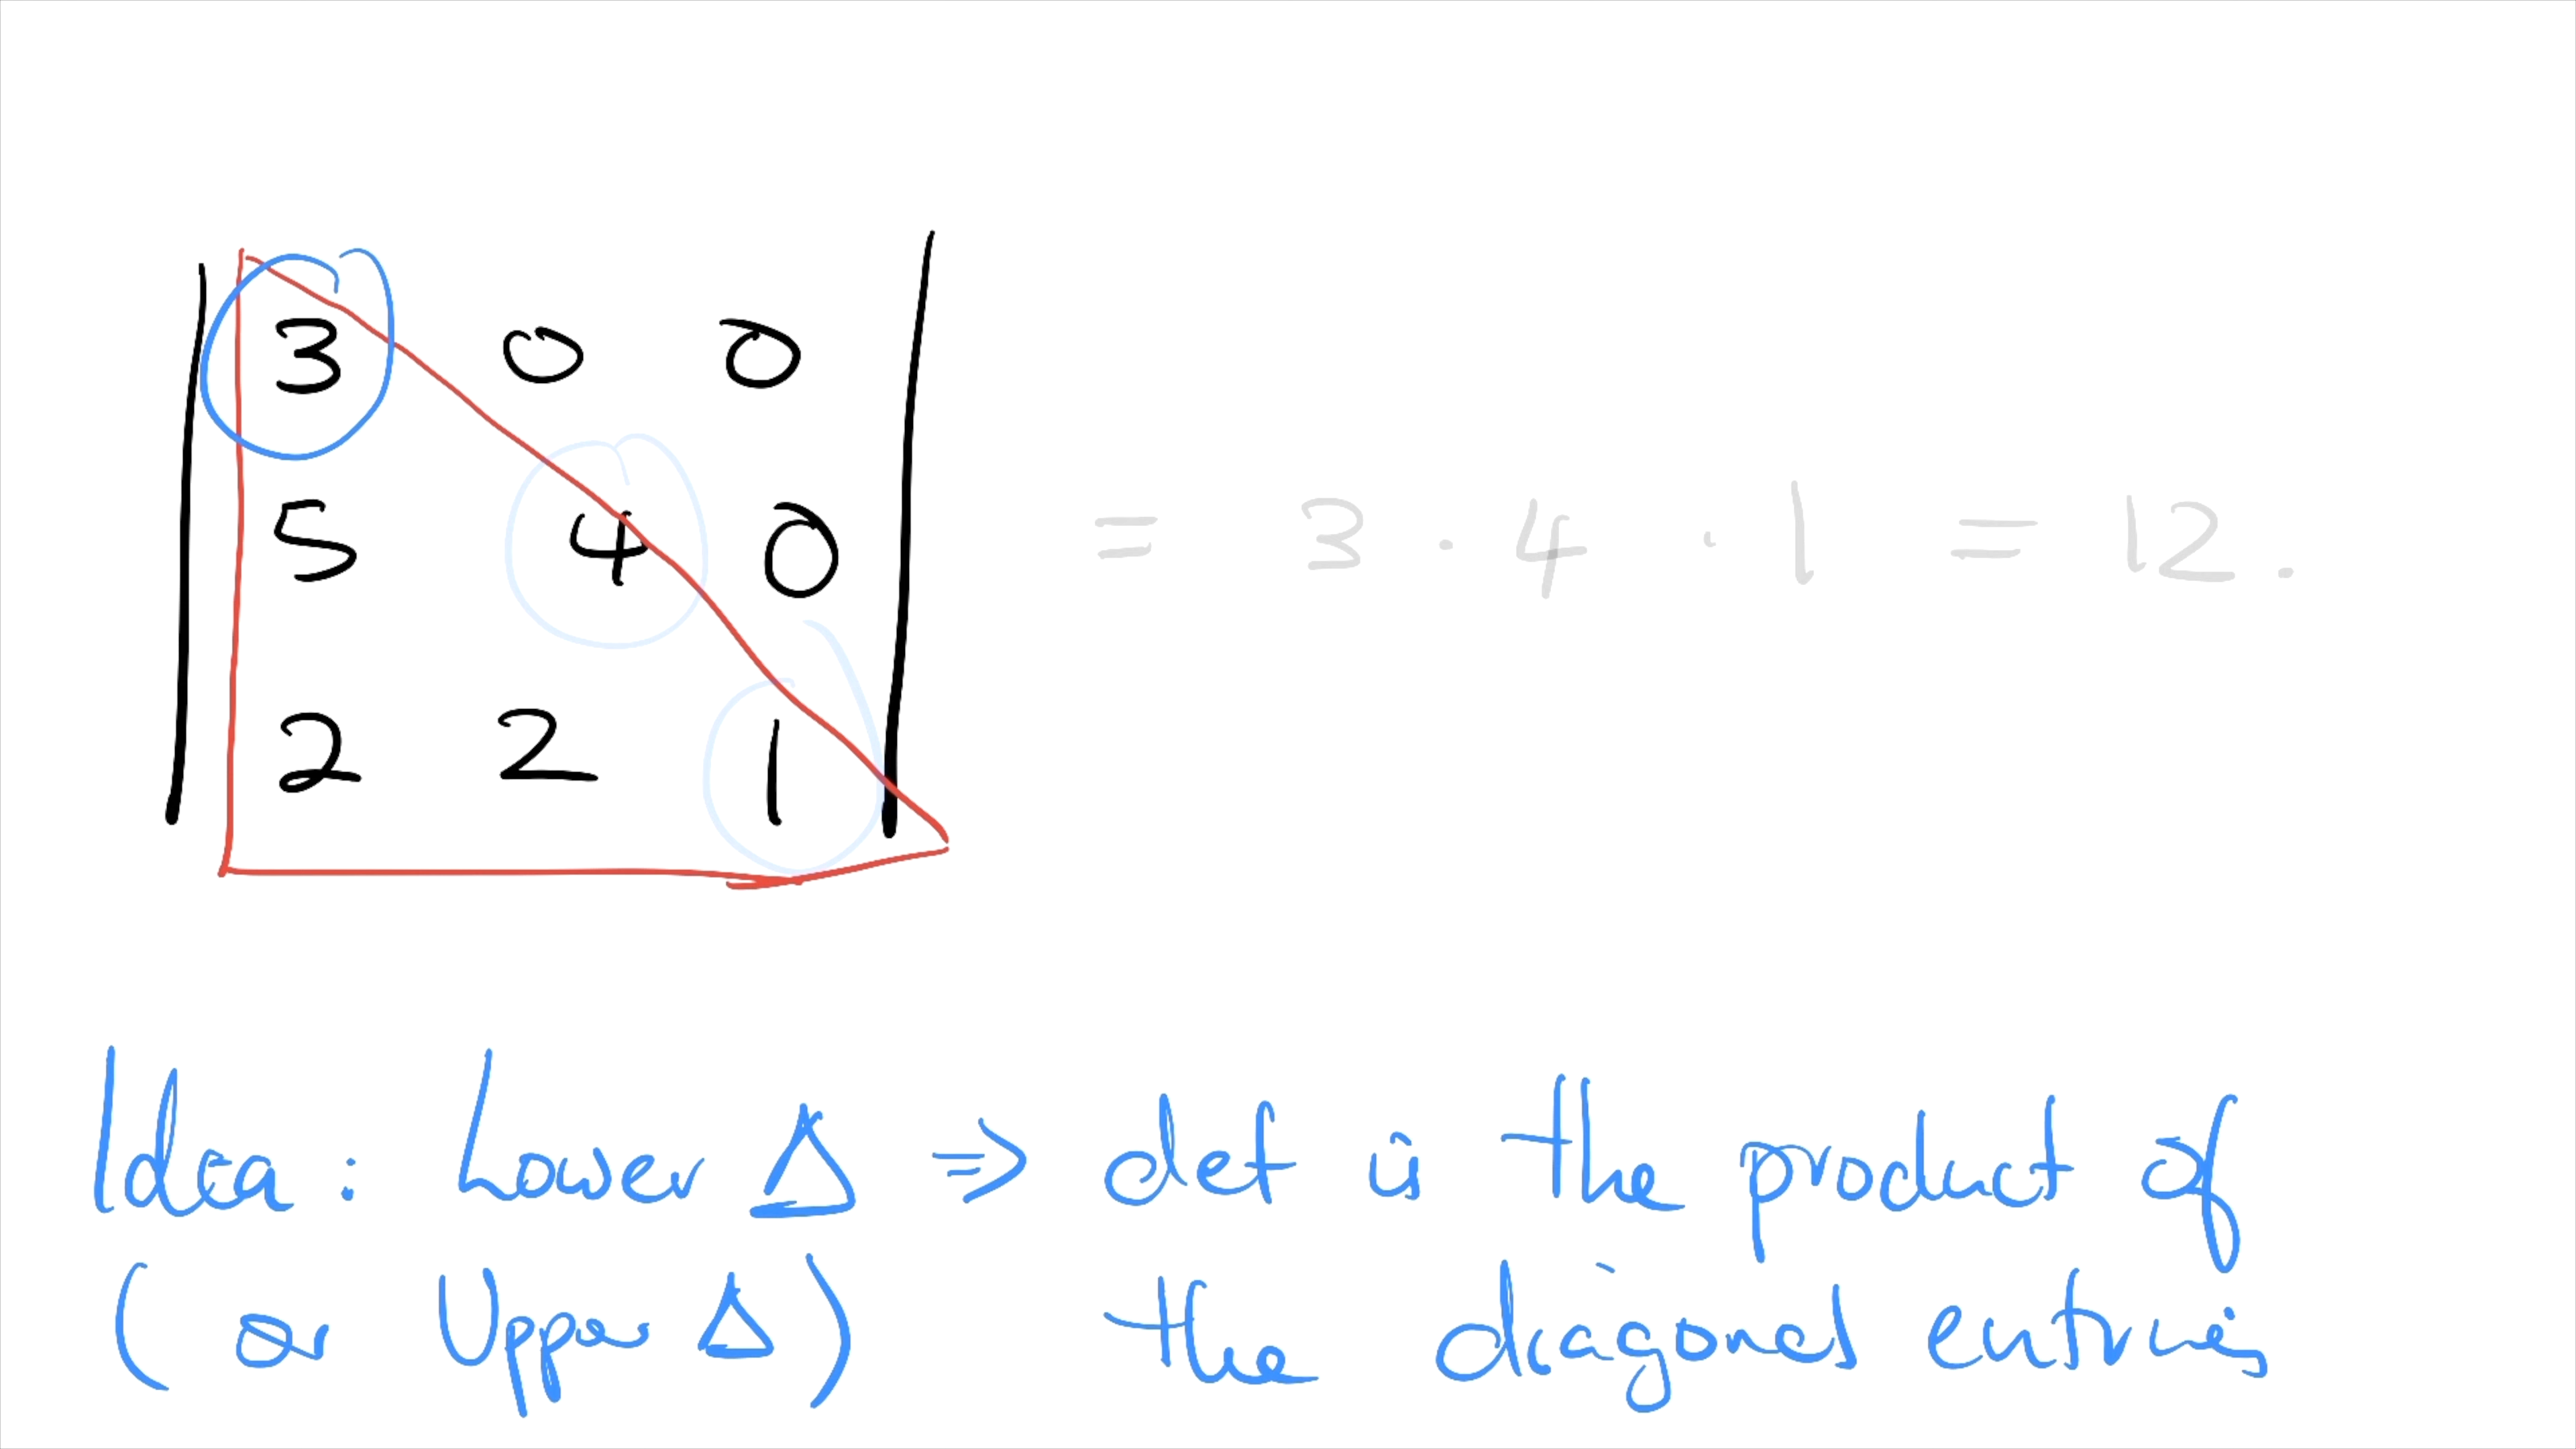 3 0 0
5 4 0 = 3 · 4 · 1 = 12.
2 2 1
Idea : Lower Δ ⇒ det is the product of
(or Upper Δ) the diagonal entries